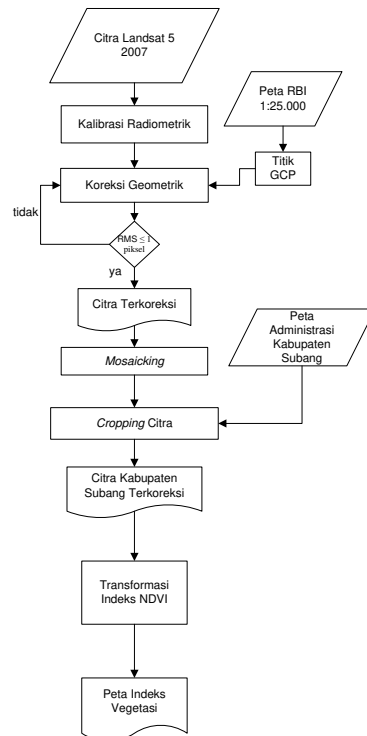 Citra Landsat 5
2007
Peta RBI
1:25.000
Kalibrasi Radiometrik
Titik
GCP
Koreksi Geometrik
tidak
RMS ≤ 1
piksel
ya
Citra Terkoreksi
Peta
Administrasi
Kabupaten
Subang
Mosaicking
Cropping Citra
Citra Kabupaten
Subang Terkoreksi
Transformasi
Indeks NDVI
Peta Indeks
Vegetasi